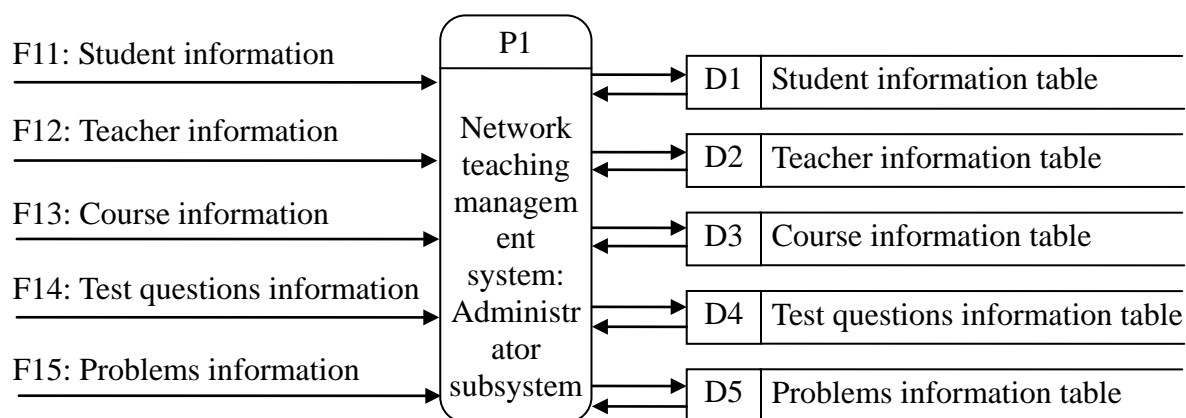 F11: Student information
F12: Teacher information
F13: Course information
F14: Test questions information
F15: Problems information
P1
Network
teaching
managem
ent
system:
Administr
ator
subsystem
D1 Student information table
D2 Teacher information table
D3 Course information table
D4 Test questions information table
D5 Problems information table